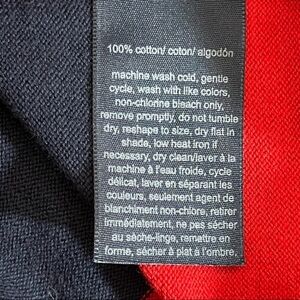 100% cotton/ coton/ algodón
machine wash cold, gentle
cycle, wash with like colors,
non-chlorine bleach only,
remove promptly, do not tumble
dry, reshape to size, dry flat in
shade, low heat iron if
necessary, dry clean/laver à la
machine à l'eau froide, cycle
délicat, laver en séparant les
couleurs, seulement agent de
blanchiment non-chlore, retirer
immédiatement, ne pas sécher
au sèche-linge, remettre en
forme, sécher à plat à l'ombre,